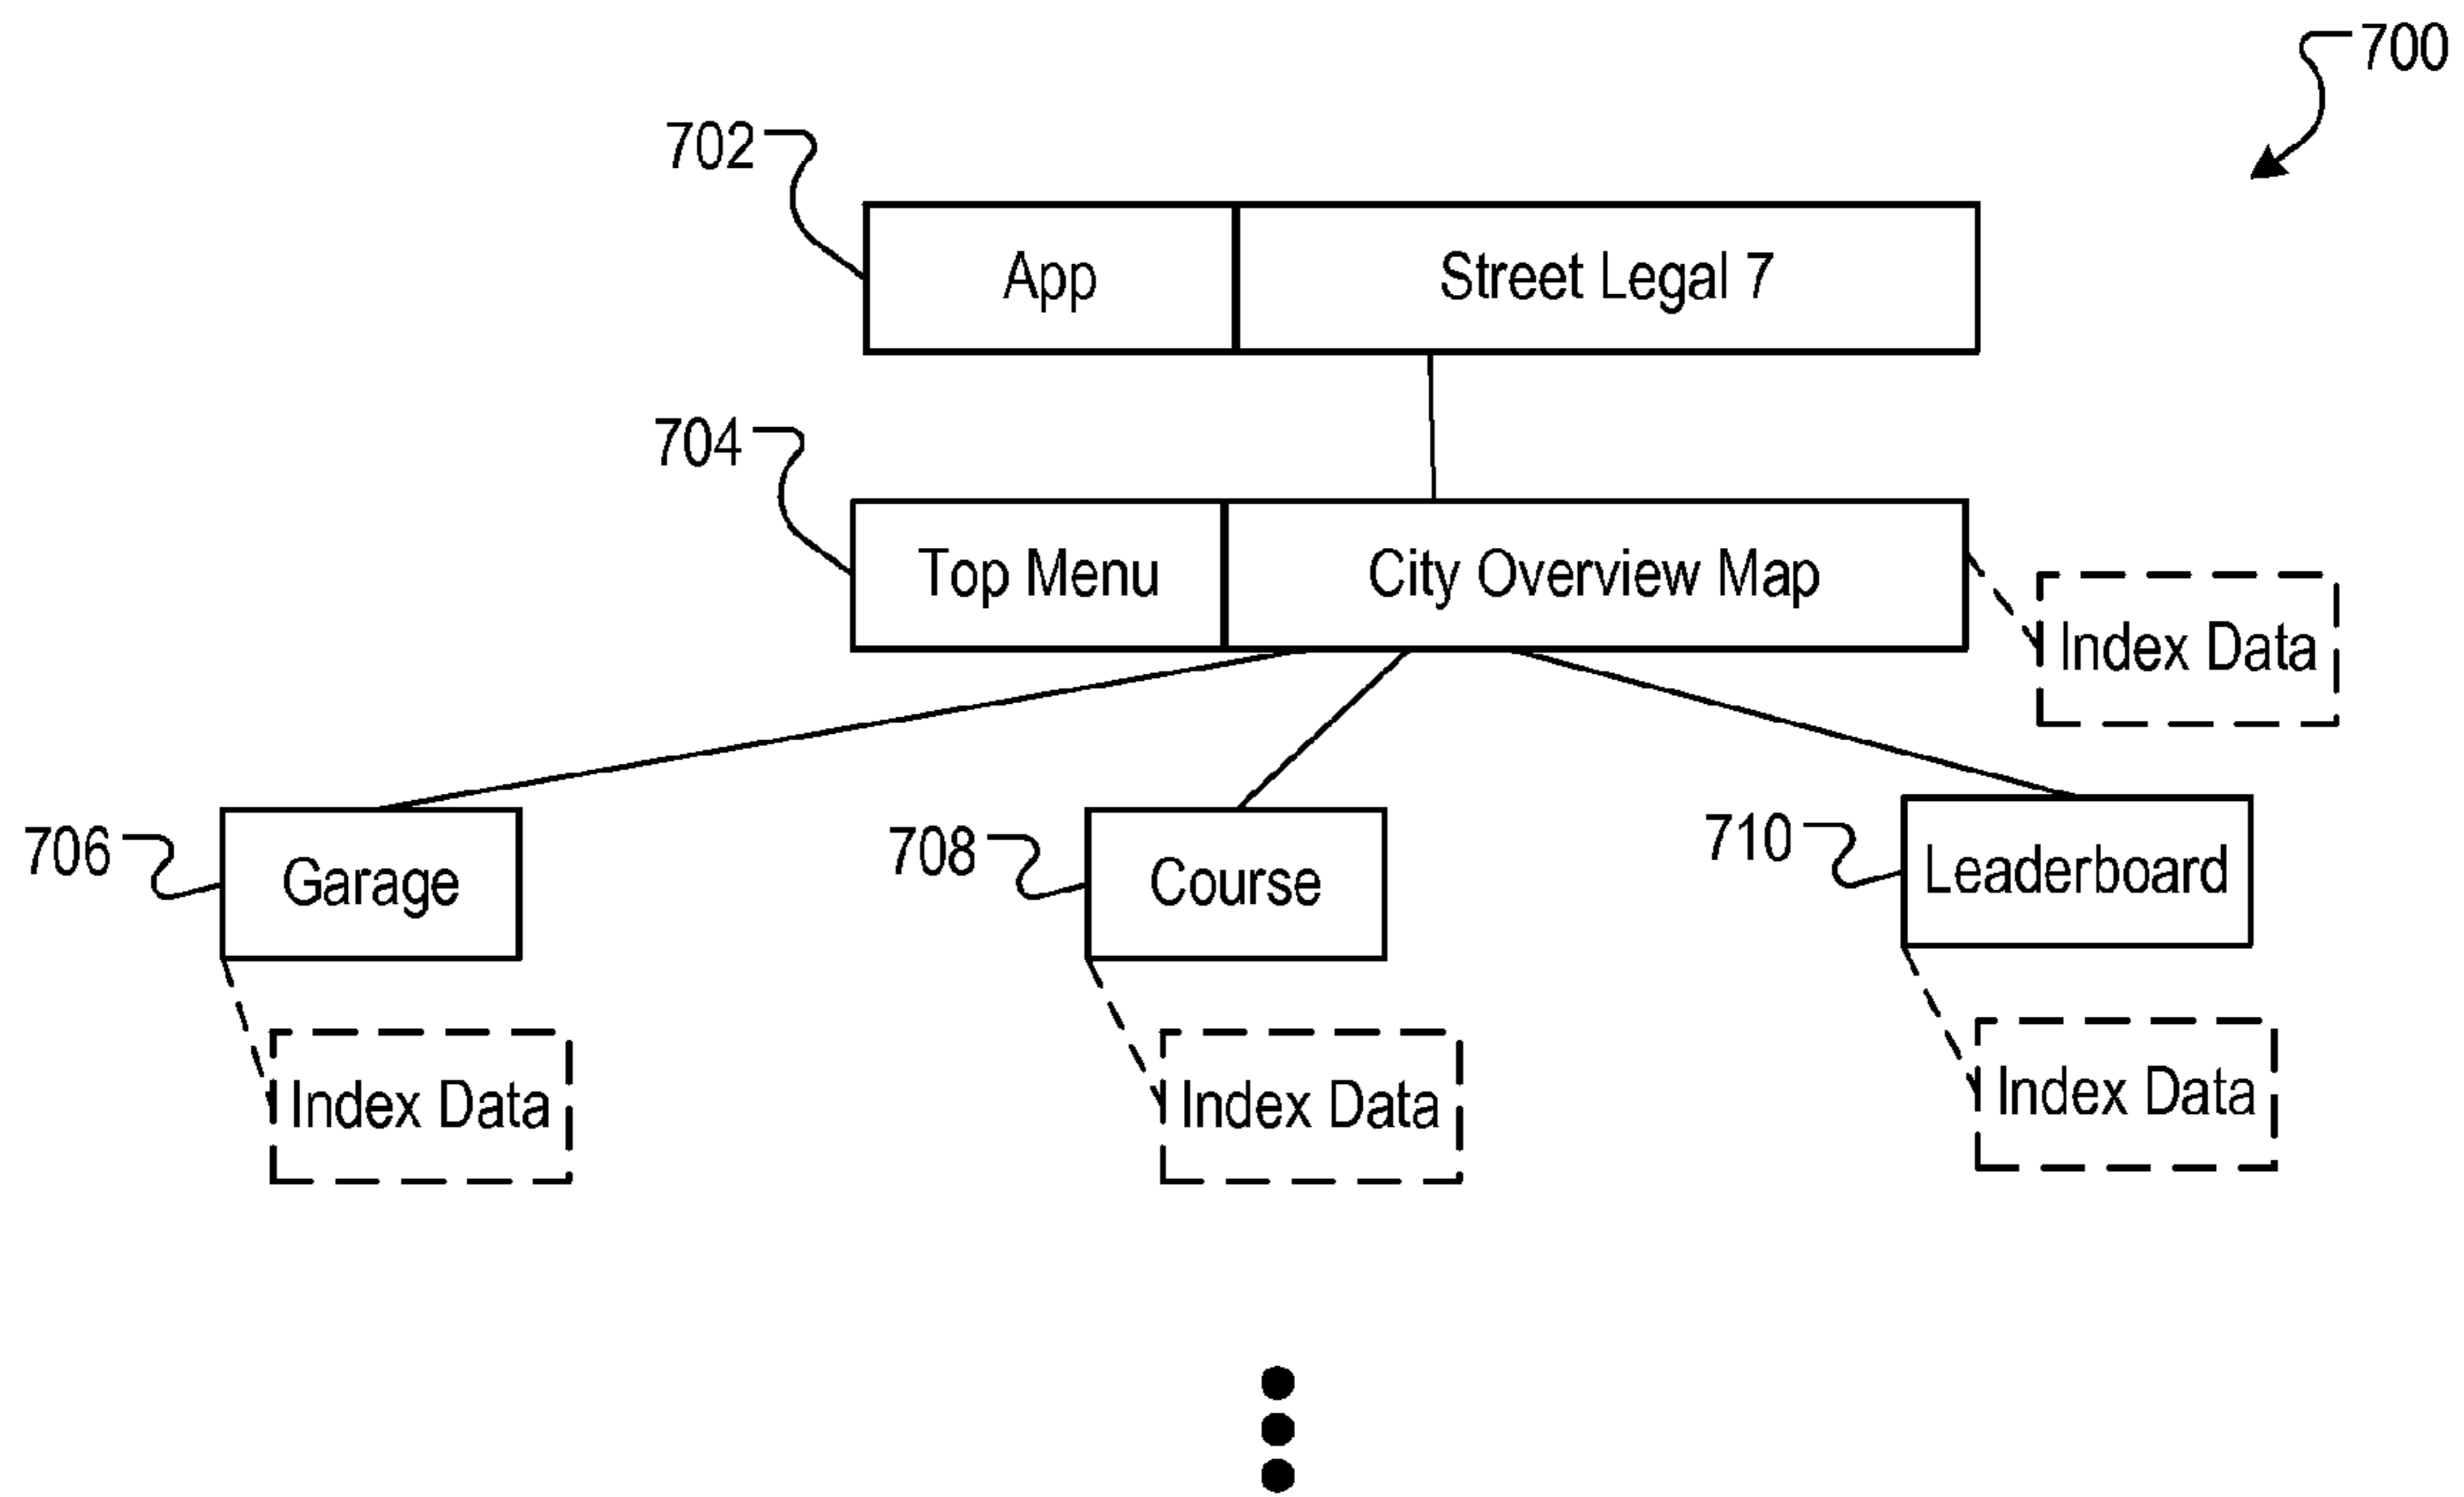 700
702
App
Street Legal 7
704
Top Menu
City Overview Map
Index Data
706
Garage
708
Course
710
Leaderboard
Index Data
Index Data
Index Data